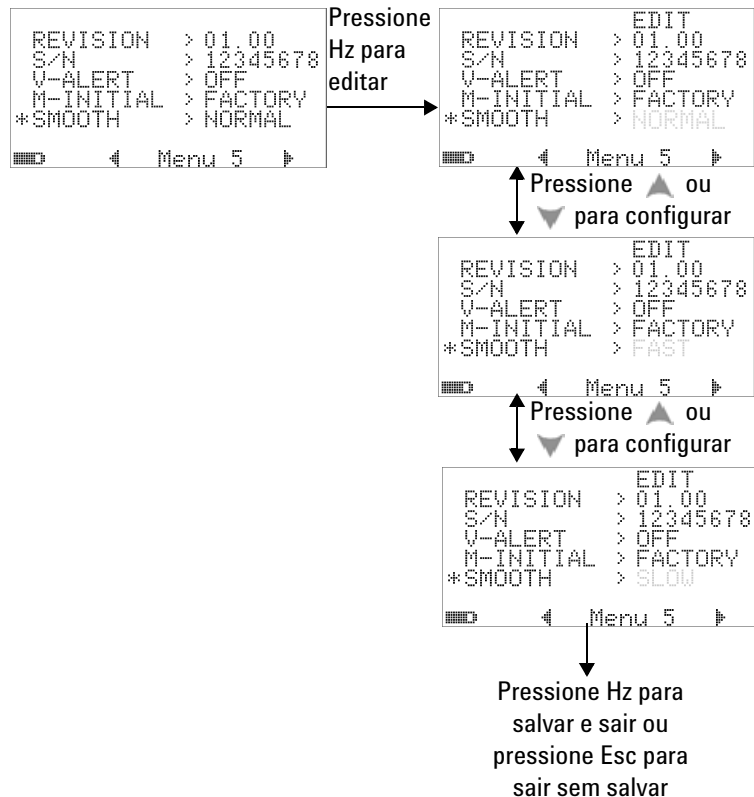 REVISION > 01.00
S/N > 12345678
V-ALERT > OFF
M-INITIAL > FACTORY
*SMOOTH > NORMAL
Menu 5
Pressione
Hz para
editar
EDIT
REVISION > 01.00
S/N > 12345678
V-ALERT > OFF
M-INITIAL > FACTORY
*SMOOTH > NORMAL
Menu 5
Pressione ou
para configurar
EDIT
REVISION > 01.00
S/N > 12345678
V-ALERT > OFF
M-INITIAL > FACTORY
*SMOOTH > FAST
Menu 5
Pressione ou
para configurar
EDIT
REVISION > 01.00
S/N > 12345678
V-ALERT > OFF
M-INITIAL > FACTORY
*SMOOTH > SLOW
Menu 5
Pressione Hz para
salvar e sair ou
pressione Esc para
sair sem salvar